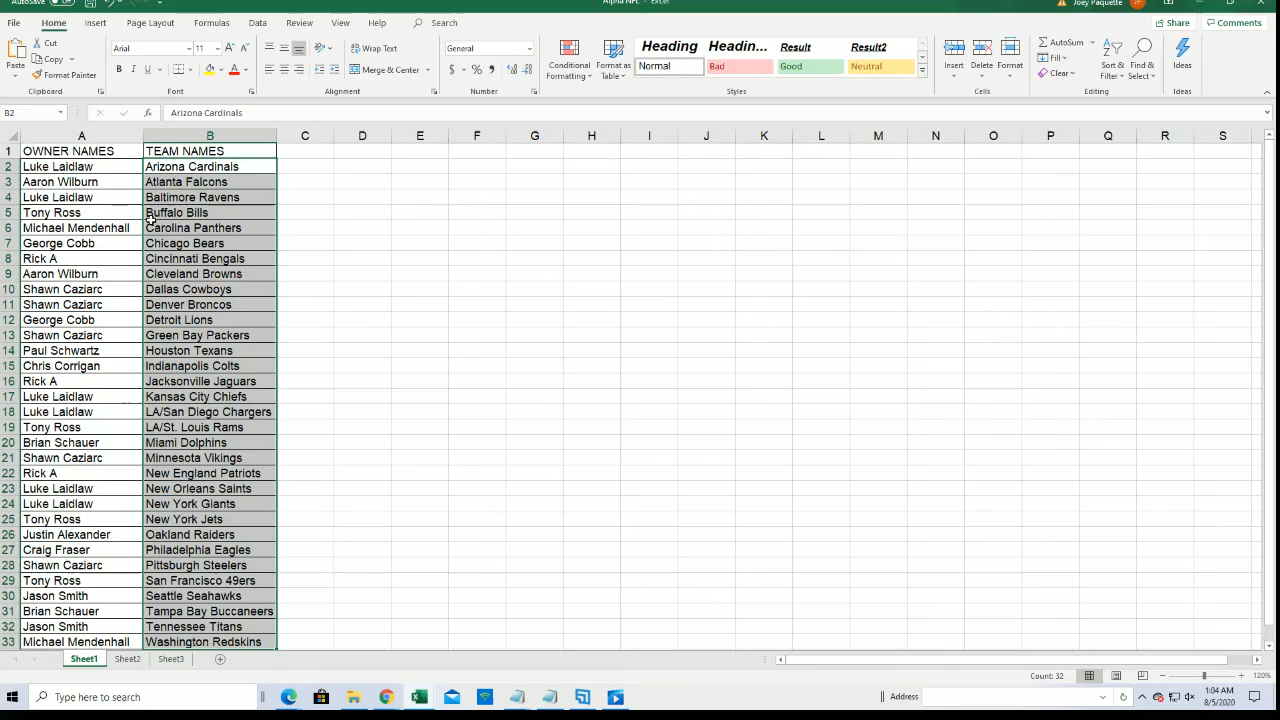 AutoSave
Alpha NFL - Excel
Joey Paquette
JP
File Home Insert Page Layout Formulas Data Review View Help Search
Share Comments
Cut
Copy
Format Painter
Paste
Arial 11
B I U
Wrap Text
Merge & Center
General
$ % ,
Conditional Formatting
Format as Table
Heading Headin... Result Result2
Normal Bad Good Neutral
Insert Delete Format
AutoSum
Fill
Clear
Sort & Filter
Find & Select
Ideas
Clipboard Font Alignment Number Styles Cells Editing Ideas
B2 fx Arizona Cardinals
A B C D E F G H I J K L M N O P Q R S
1 OWNER NAMES TEAM NAMES
2 Luke Laidlaw Arizona Cardinals
3 Aaron Wilburn Atlanta Falcons
4 Luke Laidlaw Baltimore Ravens
5 Tony Ross Buffalo Bills
6 Michael Mendenhall Carolina Panthers
7 George Cobb Chicago Bears
8 Rick A Cincinnati Bengals
9 Aaron Wilburn Cleveland Browns
10 Shawn Caziarc Dallas Cowboys
11 Shawn Caziarc Denver Broncos
12 George Cobb Detroit Lions
13 Shawn Caziarc Green Bay Packers
14 Paul Schwartz Houston Texans
15 Chris Corrigan Indianapolis Colts
16 Rick A Jacksonville Jaguars
17 Luke Laidlaw Kansas City Chiefs
18 Luke Laidlaw LA/San Diego Chargers
19 Tony Ross LA/St. Louis Rams
20 Brian Schauer Miami Dolphins
21 Shawn Caziarc Minnesota Vikings
22 Rick A New England Patriots
23 Luke Laidlaw New Orleans Saints
24 Luke Laidlaw New York Giants
25 Tony Ross New York Jets
26 Justin Alexander Oakland Raiders
27 Craig Fraser Philadelphia Eagles
28 Shawn Caziarc Pittsburgh Steelers
29 Tony Ross San Francisco 49ers
30 Jason Smith Seattle Seahawks
31 Brian Schauer Tampa Bay Buccaneers
32 Jason Smith Tennessee Titans
33 Michael Mendenhall Washington Redskins
Sheet1 Sheet2 Sheet3
Count: 32 120%
Type here to search
Address
1:04 AM
8/5/2020